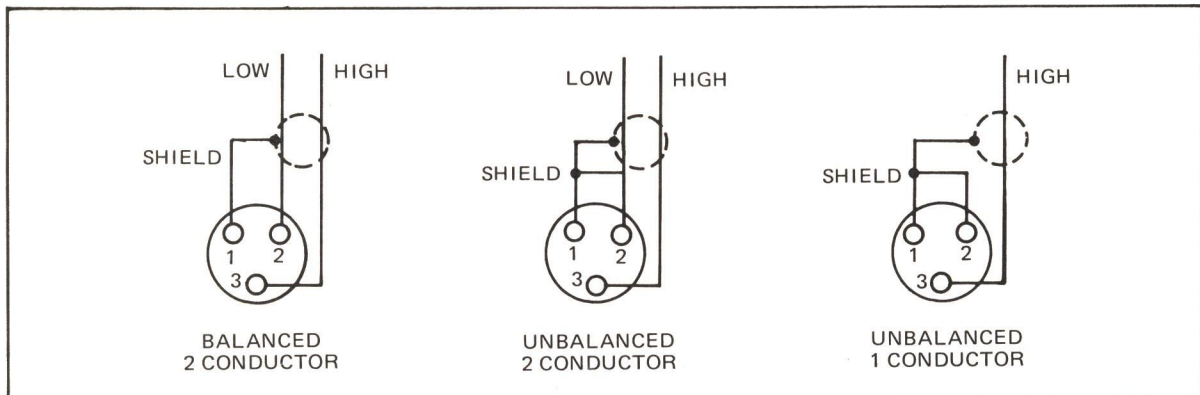 LOW HIGH
SHIELD
1 2
3
BALANCED
2 CONDUCTOR
LOW HIGH
SHIELD
1 2
3
UNBALANCED
2 CONDUCTOR
HIGH
SHIELD
1 2
3
UNBALANCED
1 CONDUCTOR